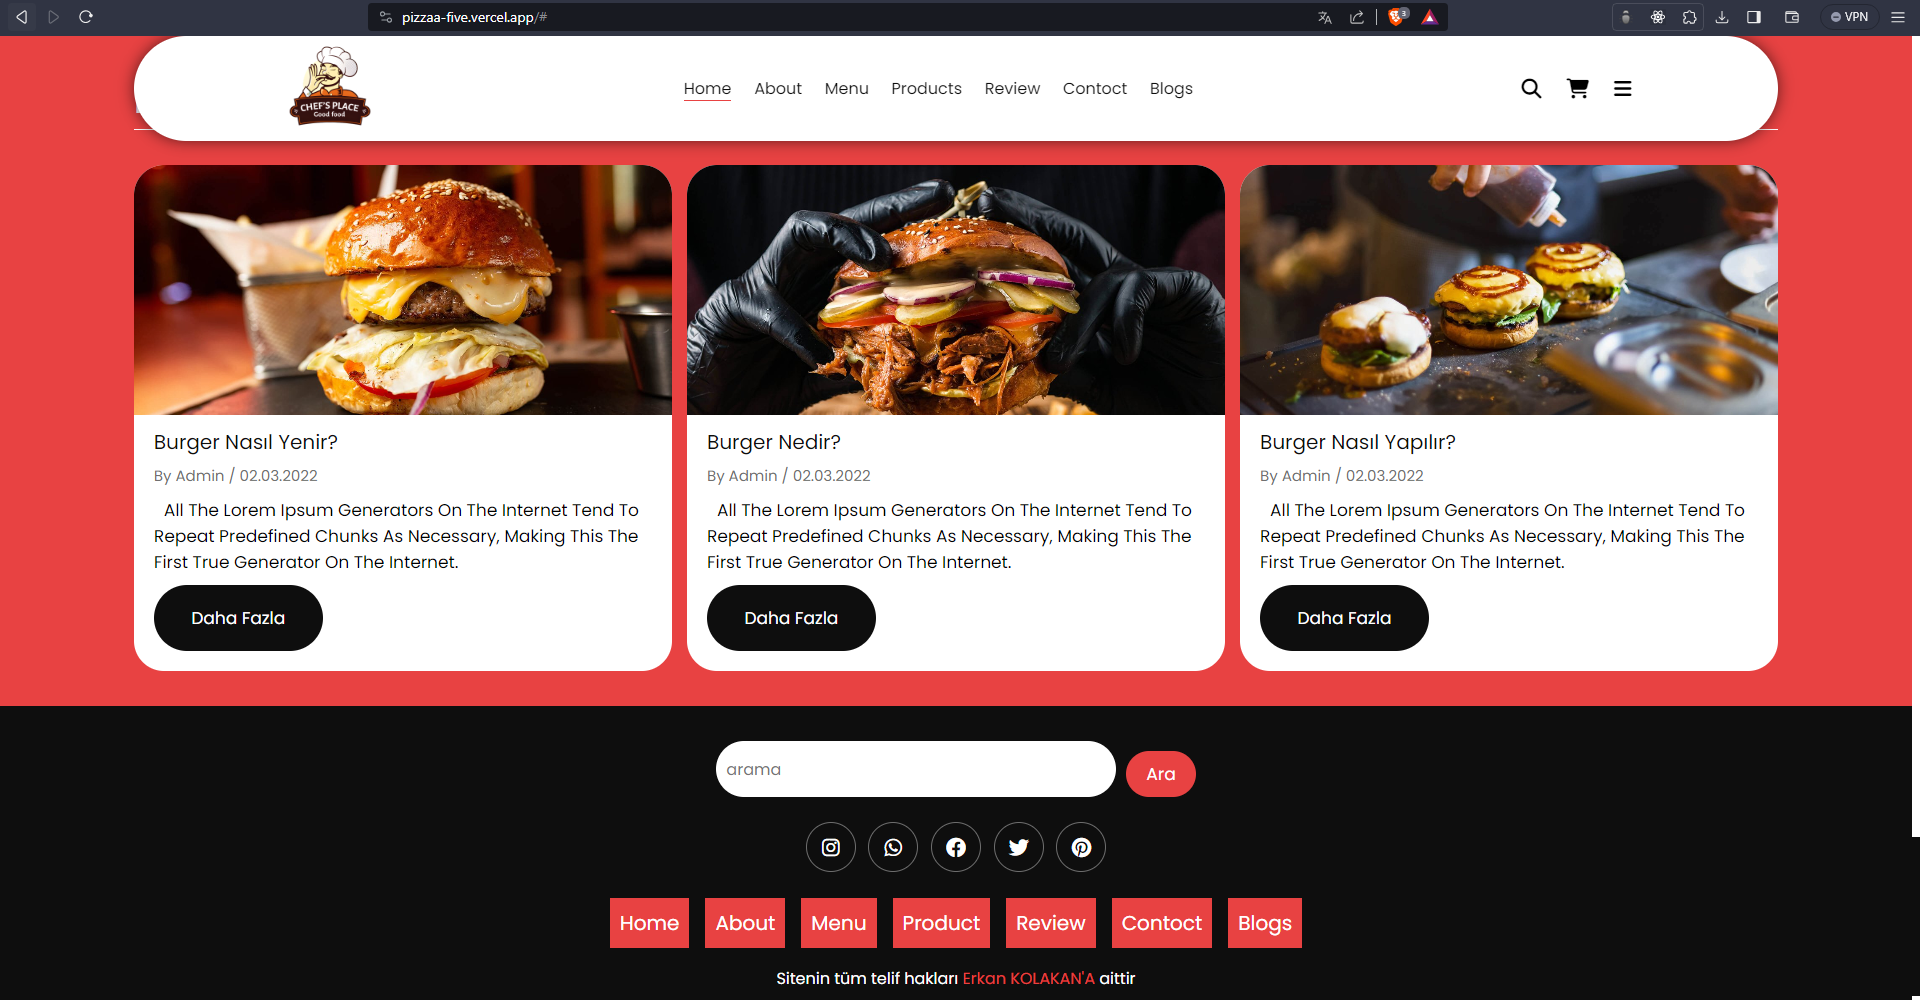 pizzaa-five.vercel.app/#
3
VPN
CHEF'S PLACE
Good food
Home About Menu Products Review Contoct Blogs
Burger Nasıl Yenir?
By Admin / 02.03.2022
All The Lorem Ipsum Generators On The Internet Tend To
Repeat Predefined Chunks As Necessary, Making This The
First True Generator On The Internet.
Daha Fazla
Burger Nedir?
By Admin / 02.03.2022
All The Lorem Ipsum Generators On The Internet Tend To
Repeat Predefined Chunks As Necessary, Making This The
First True Generator On The Internet.
Daha Fazla
Burger Nasıl Yapılır?
By Admin / 02.03.2022
All The Lorem Ipsum Generators On The Internet Tend To
Repeat Predefined Chunks As Necessary, Making This The
First True Generator On The Internet.
Daha Fazla
arama
Ara
Home About Menu Product Review Contoct Blogs
Sitenin tüm telif hakları Erkan KOLAKAN'A aittir